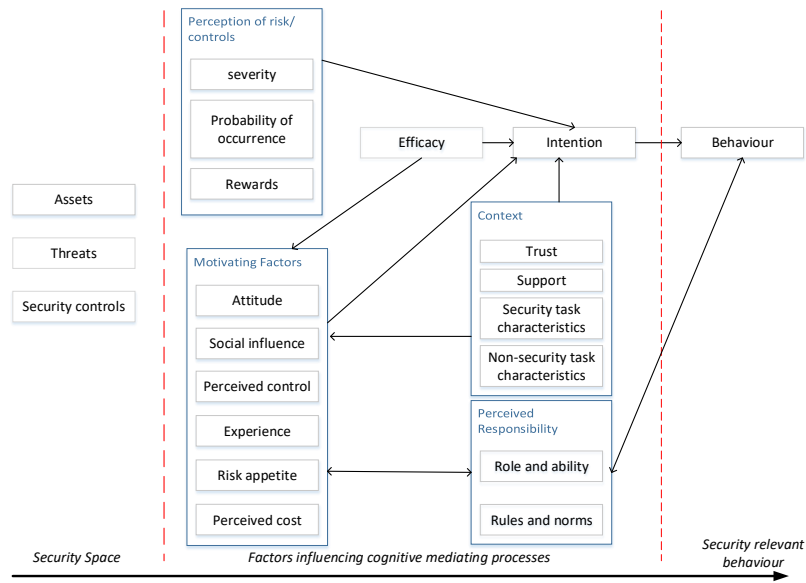 Perception of risk/
controls
severity
Probability of
occurrence
Rewards
Efficacy
Intention
Behaviour
Assets
Threats
Security controls
Motivating Factors
Attitude
Social influence
Perceived control
Experience
Risk appetite
Perceived cost
Context
Trust
Support
Security task
characteristics
Non-security task
characteristics
Perceived
Responsibility
Role and ability
Rules and norms
Security Space
Factors influencing cognitive mediating processes
Security relevant
behaviour